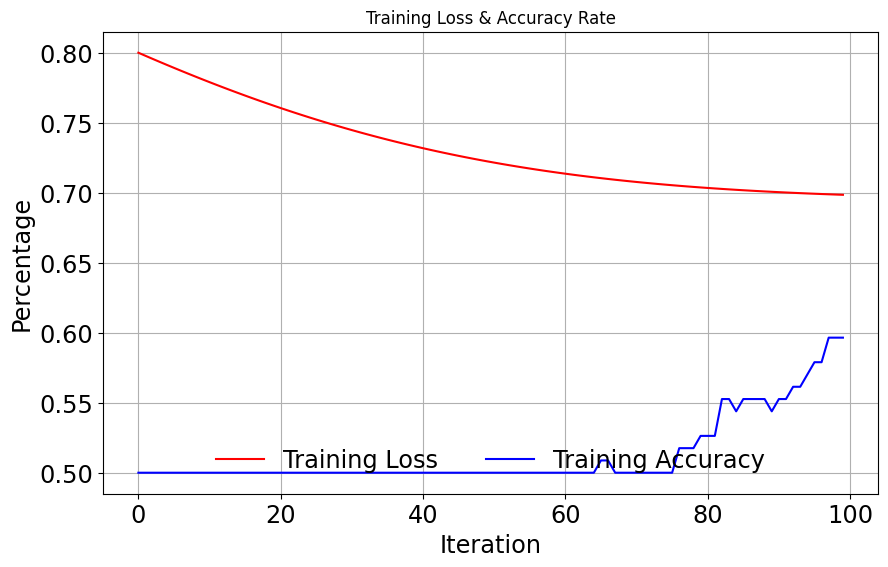 Training Loss & Accuracy Rate
0.80
0.75
0.70
0.65
0.60
0.55
0.50
Percentage
Training Loss
Training Accuracy
0 20 40 60 80 100
Iteration